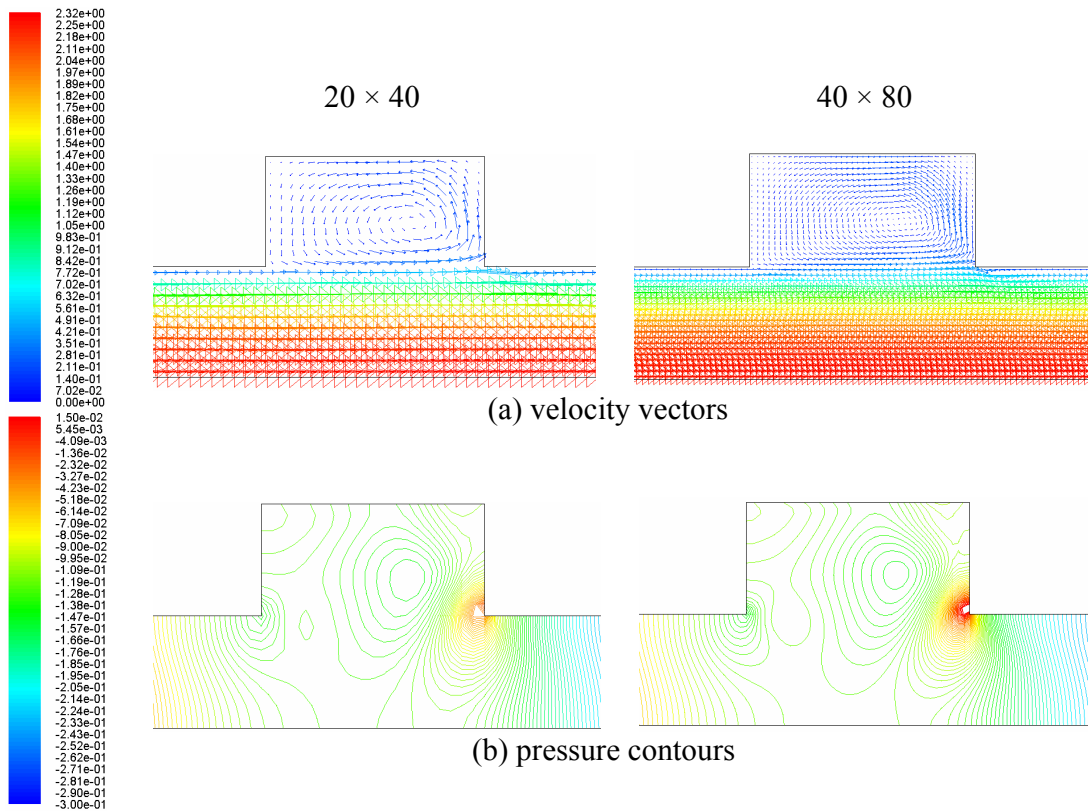 2.32e+00
2.25e+00
2.18e+00
2.11e+00
2.04e+00
1.97e+00
1.89e+00
1.82e+00
1.75e+00
1.68e+00
1.61e+00
1.54e+00
1.47e+00
1.40e+00
1.33e+00
1.26e+00
1.19e+00
1.12e+00
1.05e+00
9.83e-01
9.12e-01
8.42e-01
7.72e-01
7.02e-01
6.32e-01
5.61e-01
4.91e-01
4.21e-01
3.51e-01
2.81e-01
2.11e-01
1.40e-01
7.02e-02
0.00e+00
20 × 40
40 × 80
(a) velocity vectors
1.50e-02
5.45e-03
-4.09e-03
-1.36e-02
-2.32e-02
-3.27e-02
-4.23e-02
-5.18e-02
-6.14e-02
-7.09e-02
-8.05e-02
-9.00e-02
-9.95e-02
-1.09e-01
-1.19e-01
-1.28e-01
-1.38e-01
-1.47e-01
-1.57e-01
-1.66e-01
-1.76e-01
-1.85e-01
-1.95e-01
-2.05e-01
-2.14e-01
-2.24e-01
-2.33e-01
-2.43e-01
-2.52e-01
-2.62e-01
-2.71e-01
-2.81e-01
-2.90e-01
-3.00e-01
(b) pressure contours